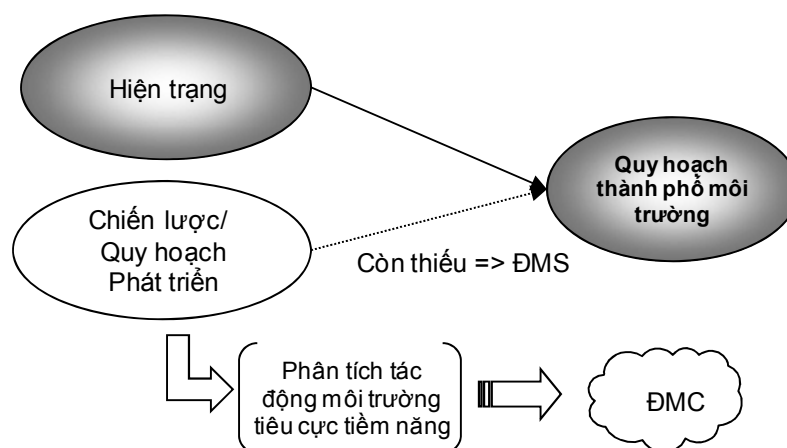 Hiện trạng
Quy hoạch
thành phố môi
trường
Chiến lược/
Quy hoạch
Phát triển
Còn thiếu => ĐMS
Phân tích tác
động môi trường
tiêu cực tiềm năng
ĐMC